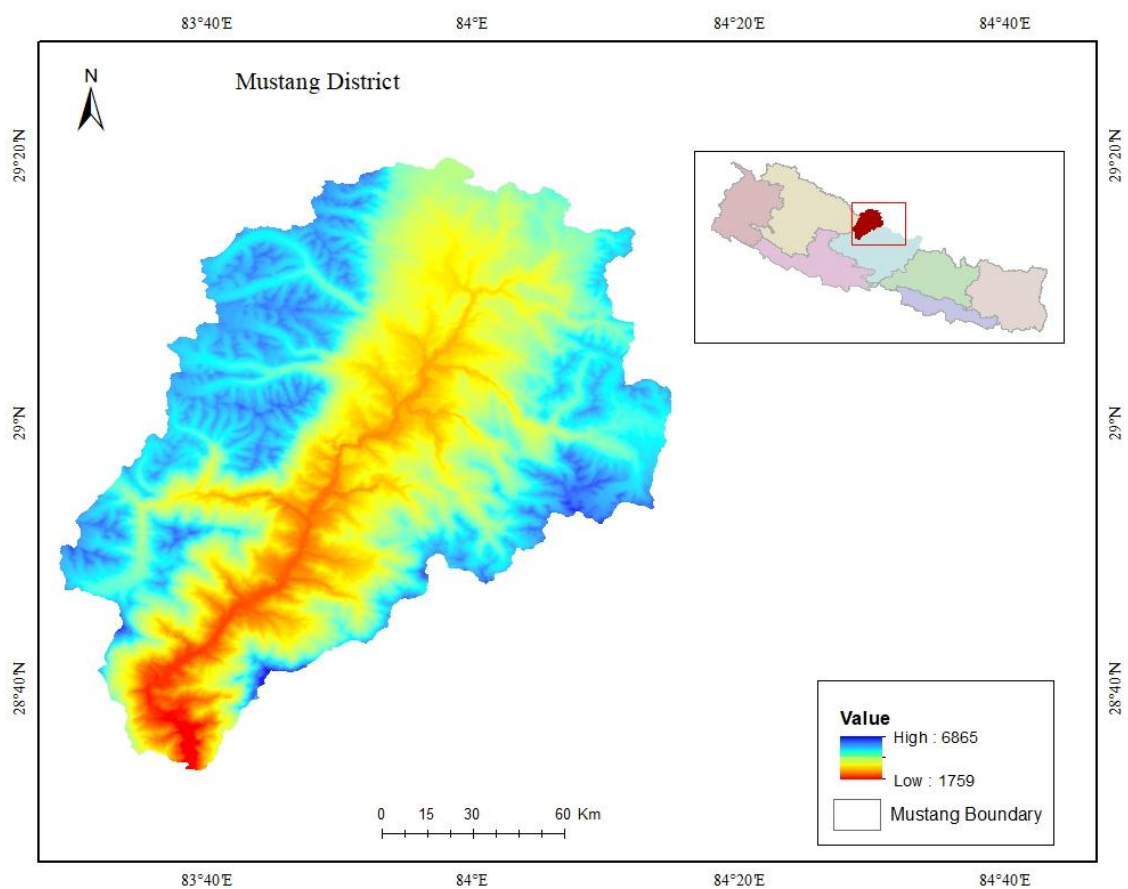 83°40'E 84°E 84°20'E 84°40'E
N
Mustang District
29°20'N 29°20'N
29°N 29°N
28°40'N 28°40'N
Value
High : 6865
Low : 1759
Mustang Boundary
0 15 30 60 Km
83°40'E 84°E 84°20'E 84°40'E